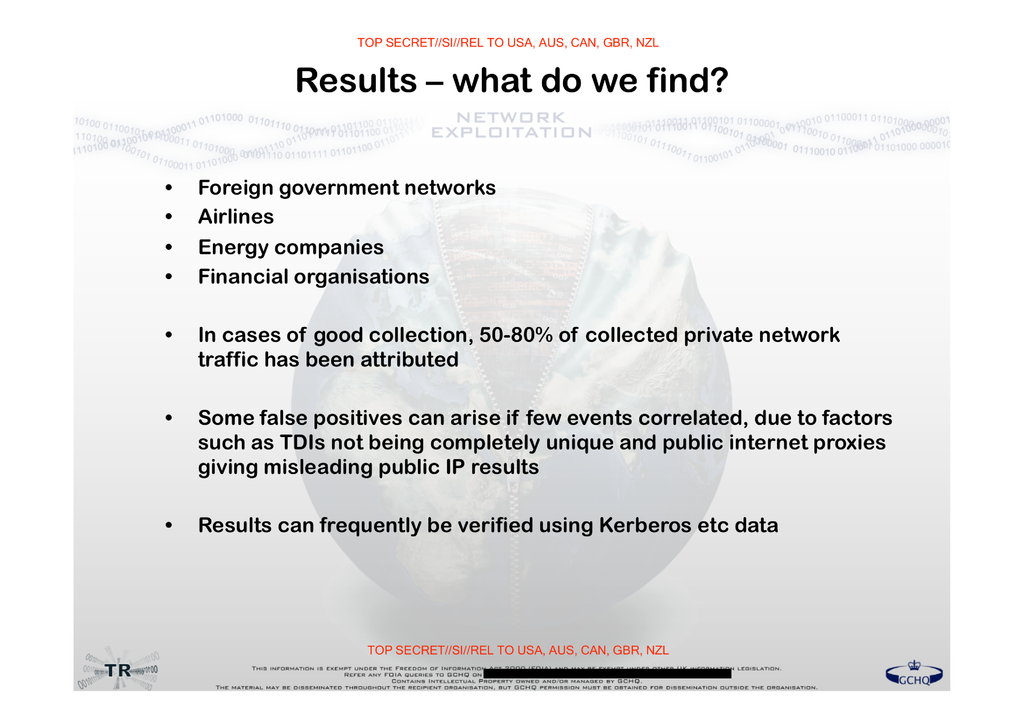 TOP SECRET//SI//REL TO USA, AUS, CAN, GBR, NZL
Results – what do we find?
NETWORK
EXPLOITATION
• Foreign government networks
• Airlines
• Energy companies
• Financial organisations
• In cases of good collection, 50-80% of collected private network
traffic has been attributed
• Some false positives can arise if few events correlated, due to factors
such as TDIs not being completely unique and public internet proxies
giving misleading public IP results
• Results can frequently be verified using Kerberos etc data
TOP SECRET//SI//REL TO USA, AUS, CAN, GBR, NZL
TR
This information is exempt under the Freedom of Information Act 2000 (FOIA) and may be exempt under other UK information legislation.
Refer any FOIA queries to GCHQ on
Contains Intellectual Property owned and/or managed by GCHQ.
The material may be disseminated throughout the recipient organisation, but GCHQ permission must be obtained for dissemination outside the organisation.
GCHQ